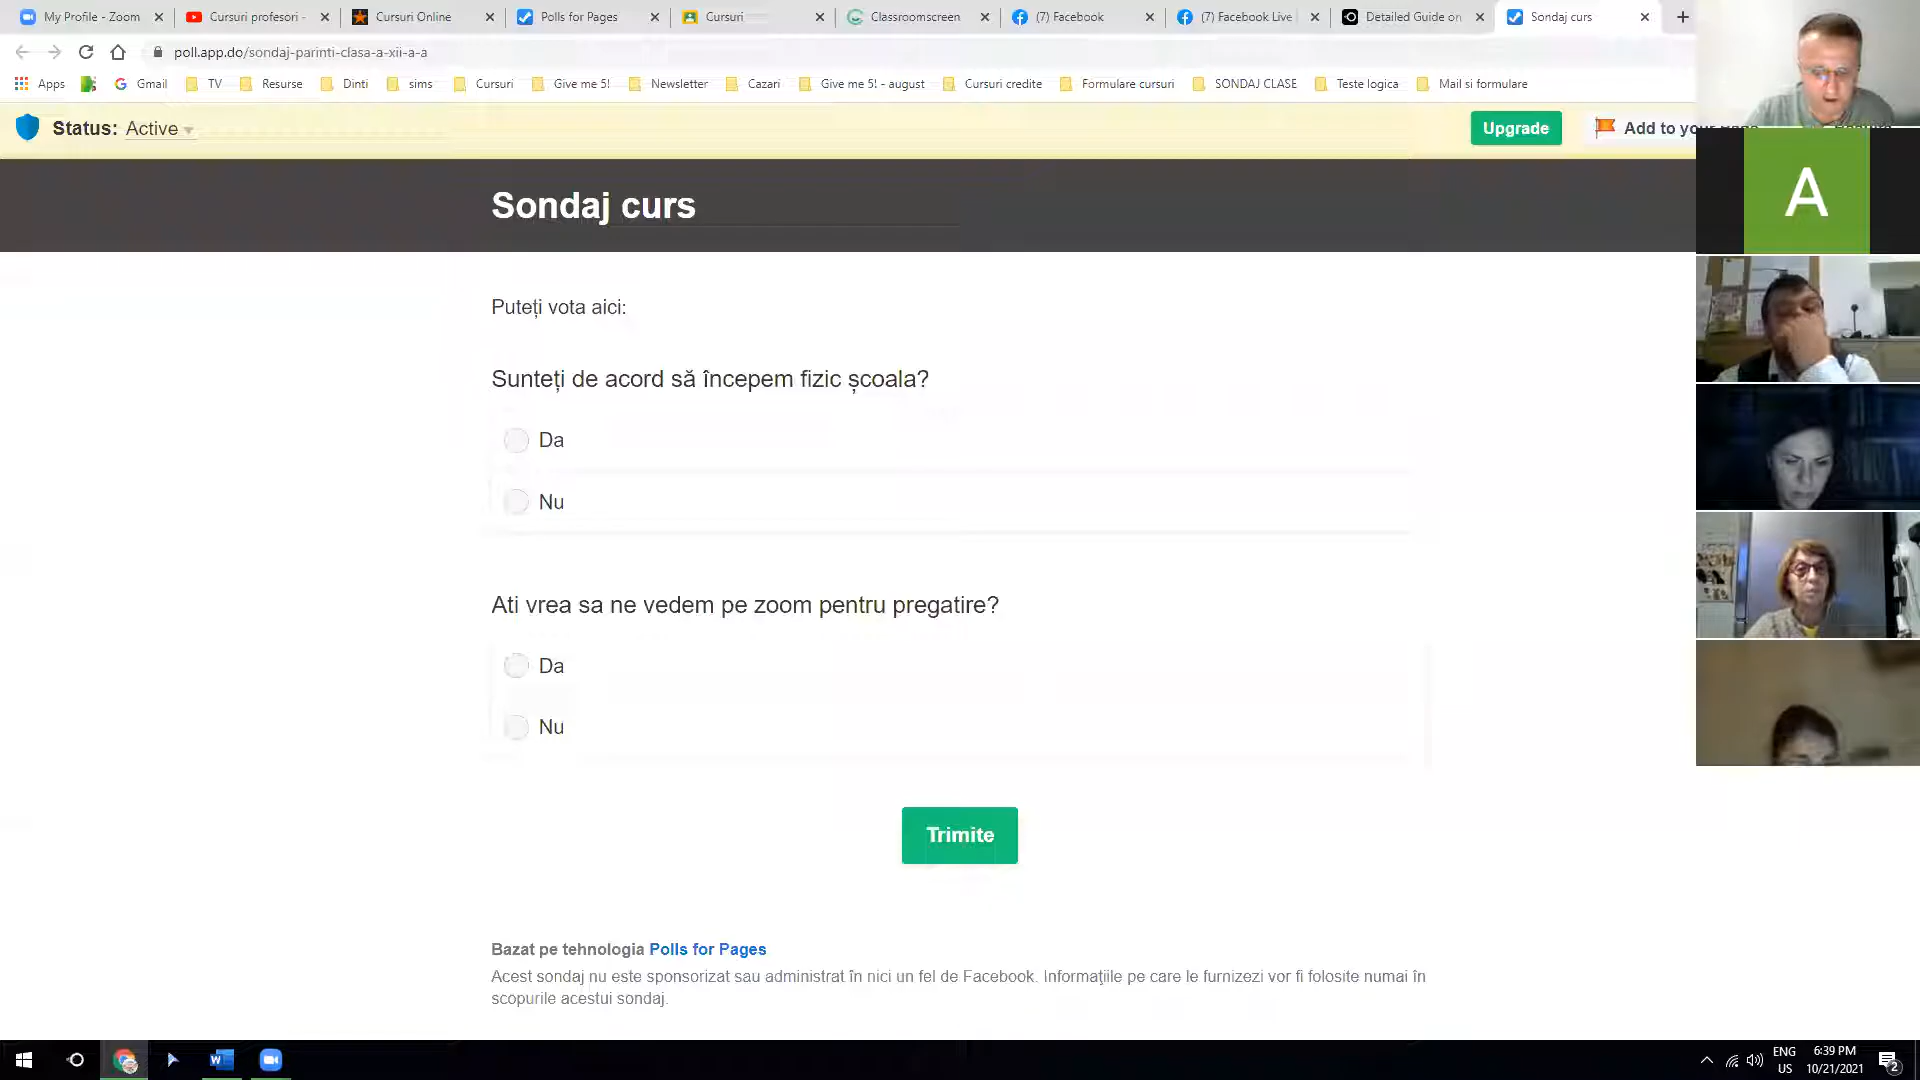 My Profile - Zoom
Cursuri profesori -
Cursuri Online
Polls for Pages
Cursuri
Classroomscreen
(7) Facebook
(7) Facebook Live
Detailed Guide on
Sondaj curs
poll.app.do/sondaj-parinti-clasa-a-xii-a-a
Apps
Gmail
TV
Resurse
Dinti
sims
Cursuri
Give me 5!
Newsletter
Cazari
Give me 5! - august
Cursuri credite
Formulare cursuri
SONDAJ CLASE
Teste logica
Mail si formulare
Status: Active
Upgrade
Add to your
A
Sondaj curs
Puteți vota aici:
Sunteți de acord să începem fizic școala?
Da
Nu
Ati vrea sa ne vedem pe zoom pentru pregatire?
Da
Nu
Trimite
Bazat pe tehnologia Polls for Pages
Acest sondaj nu este sponsorizat sau administrat în nici un fel de Facebook. Informaţiile pe care le furnizezi vor fi folosite numai în
scopurile acestui sondaj.
ENG
US
6:39 PM
10/21/2021
2